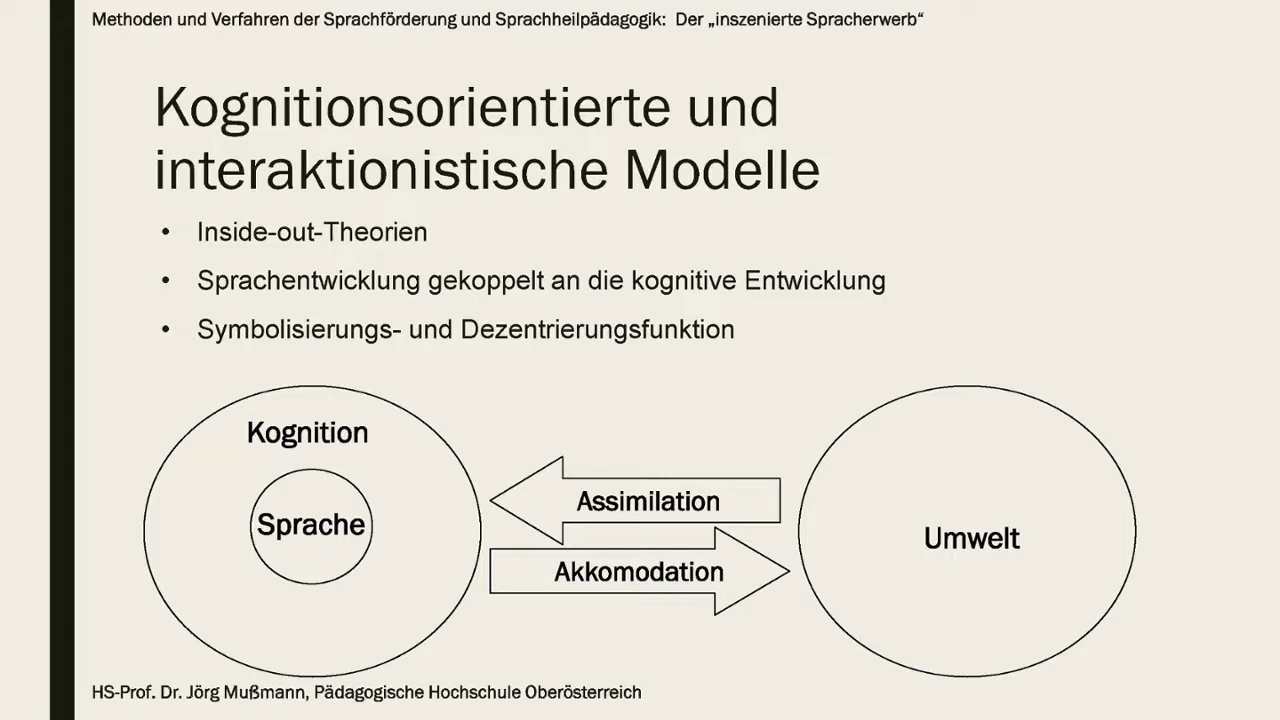 Methoden und Verfahren der Sprachförderung und Sprachheilpädagogik: Der „inszenierte Spracherwerb“
Kognitionsorientierte und
interaktionistische Modelle
• Inside-out-Theorien
• Sprachentwicklung gekoppelt an die kognitive Entwicklung
• Symbolisierungs- und Dezentrierungsfunktion
Kognition
Sprache
Assimilation
Akkomodation
Umwelt
HS-Prof. Dr. Jörg Mußmann, Pädagogische Hochschule Oberösterreich